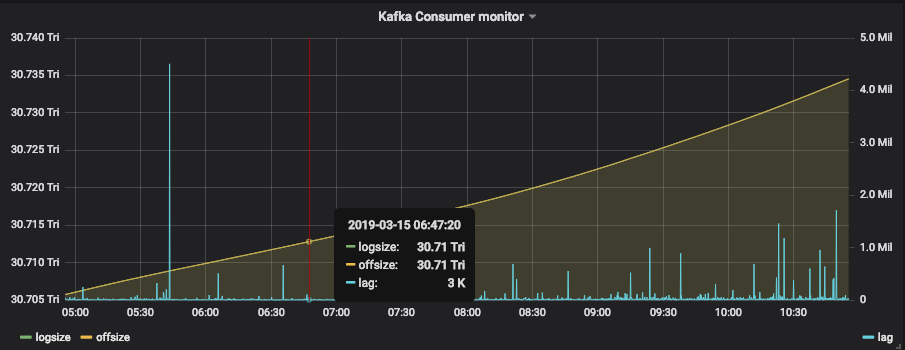 Kafka Consumer monitor
30.740 Tri
30.735 Tri
30.730 Tri
30.725 Tri
30.720 Tri
30.715 Tri
30.710 Tri
30.705 Tri
5.0 Mil
4.0 Mil
3.0 Mil
2.0 Mil
1.0 Mil
0
2019-03-15 06:47:20
logsize: 30.71 Tri
offsize: 30.71 Tri
lag: 3 K
05:00 05:30 06:00 06:30 07:00 07:30 08:00 08:30 09:00 09:30 10:00 10:30
logsize offsize lag